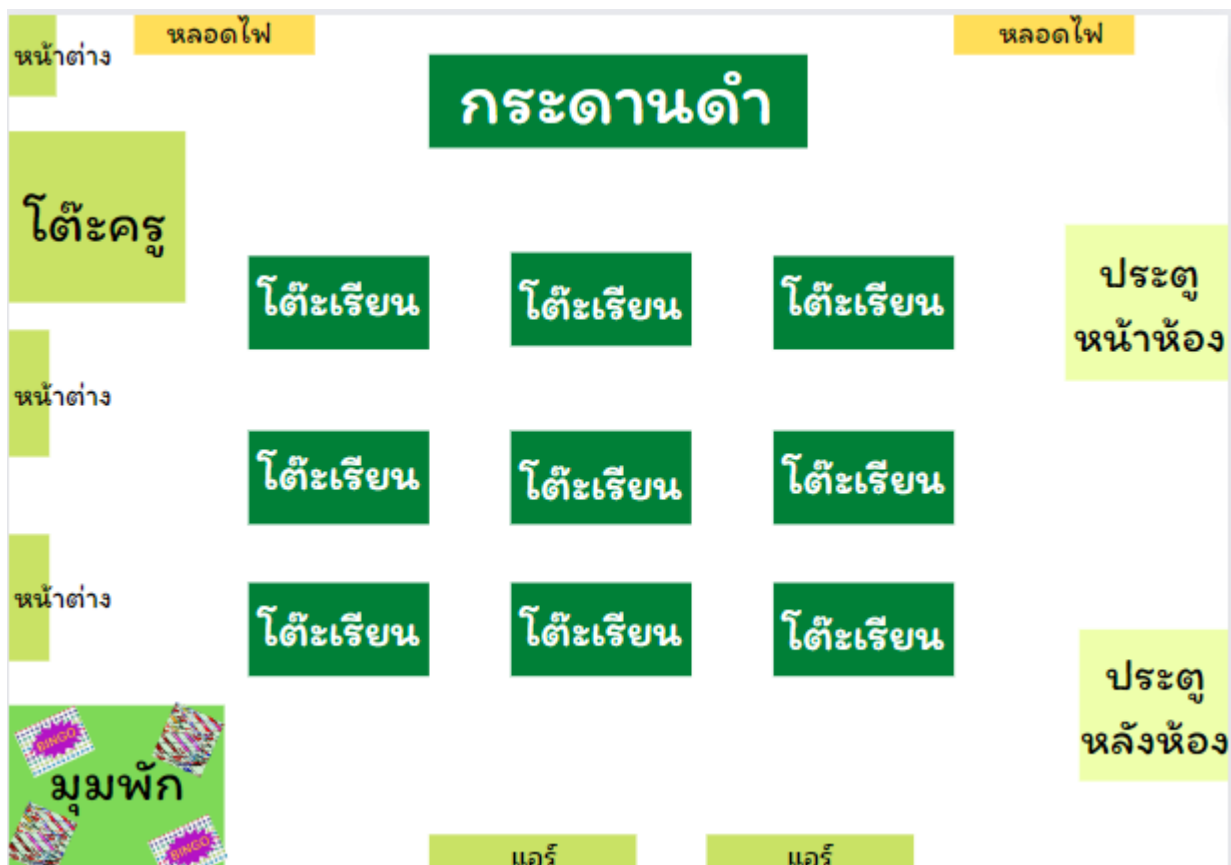 หลอดไฟ
หลอดไฟ
หน้าต่าง
กระดานดำ
โต๊ะครู
ประตู
หน้าห้อง
โต๊ะเรียน
โต๊ะเรียน
โต๊ะเรียน
หน้าต่าง
โต๊ะเรียน
โต๊ะเรียน
โต๊ะเรียน
หน้าต่าง
โต๊ะเรียน
โต๊ะเรียน
โต๊ะเรียน
ประตู
หลังห้อง
BINGO
มุมพัก
BINGO
แอร์
แอร์